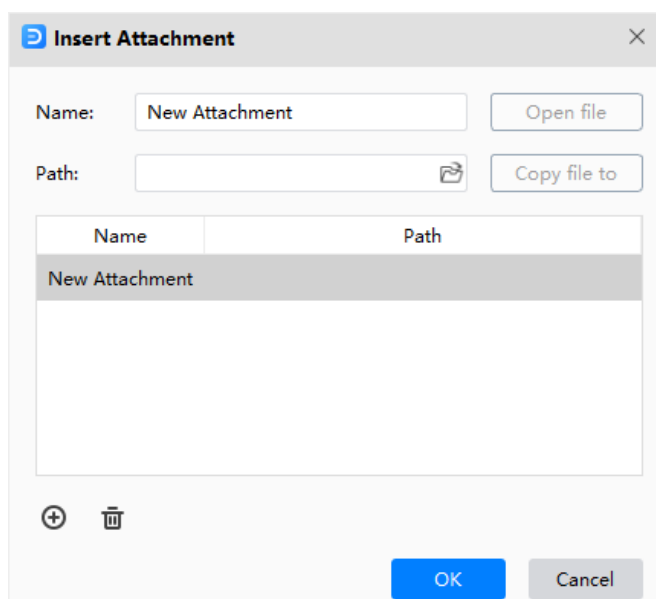 Insert Attachment
Name: New Attachment Open file
Path: Copy file to
Name Path
New Attachment
OK Cancel